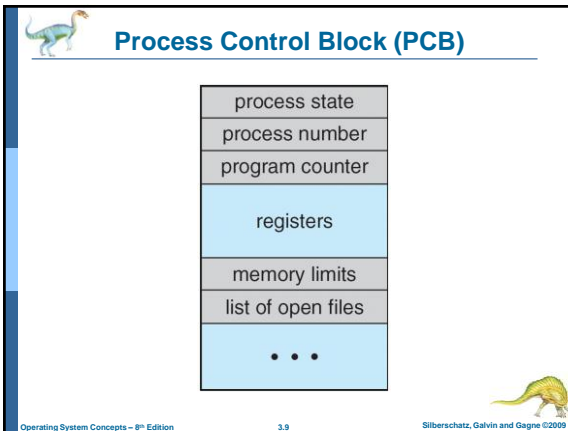 Process Control Block (PCB)
process state
process number
program counter
registers
memory limits
list of open files
• • •
Operating System Concepts – 8th Edition 3.9 Silberschatz, Galvin and Gagne ©2009